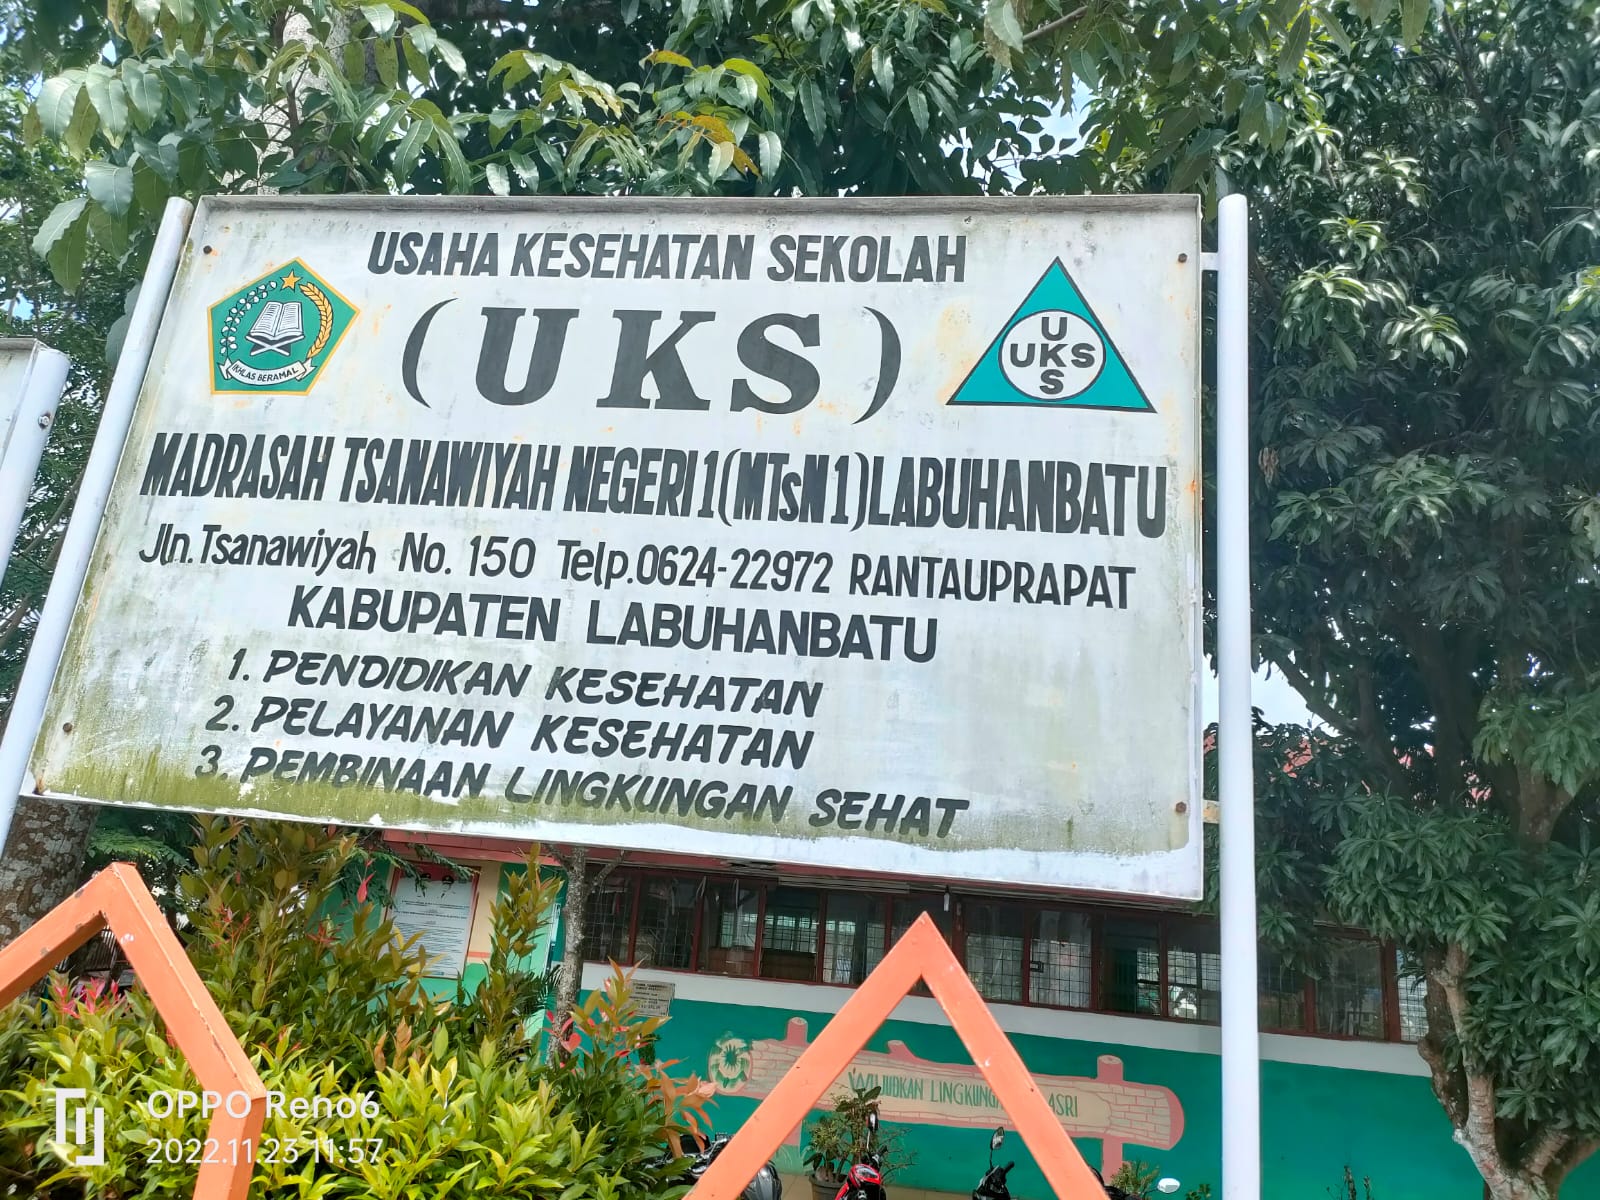 USAHA KESEHATAN SEKOLAH
(UKS)
IKHLAS BERAMAL
U
UKS
S
MADRASAH TSANAWIYAH NEGERI 1 (MTsN 1) LABUHANBATU
Jln. Tsanawiyah No. 150 Telp. 0624-22972 RANTAUPRAPAT
KABUPATEN LABUHANBATU
1. PENDIDIKAN KESEHATAN
2. PELAYANAN KESEHATAN
3. PEMBINAAN LINGKUNGAN SEHAT
WUJUDKAN ASRI
OPPO Reno6
2022.11.23 11:57